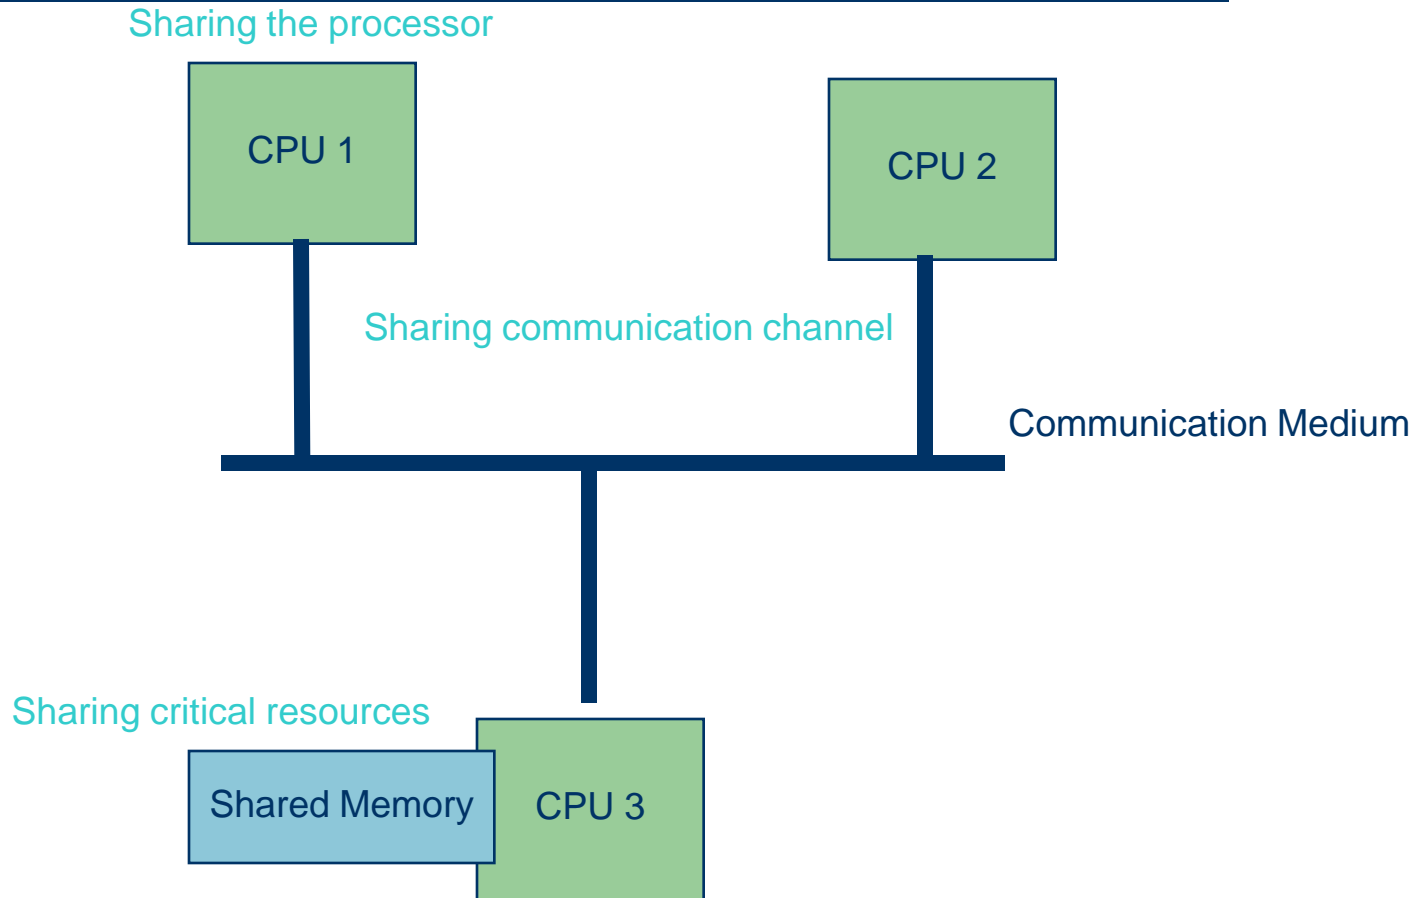 Sharing the processor
CPU 1
CPU 2
Sharing communication channel
Communication Medium
Sharing critical resources
Shared Memory
CPU 3